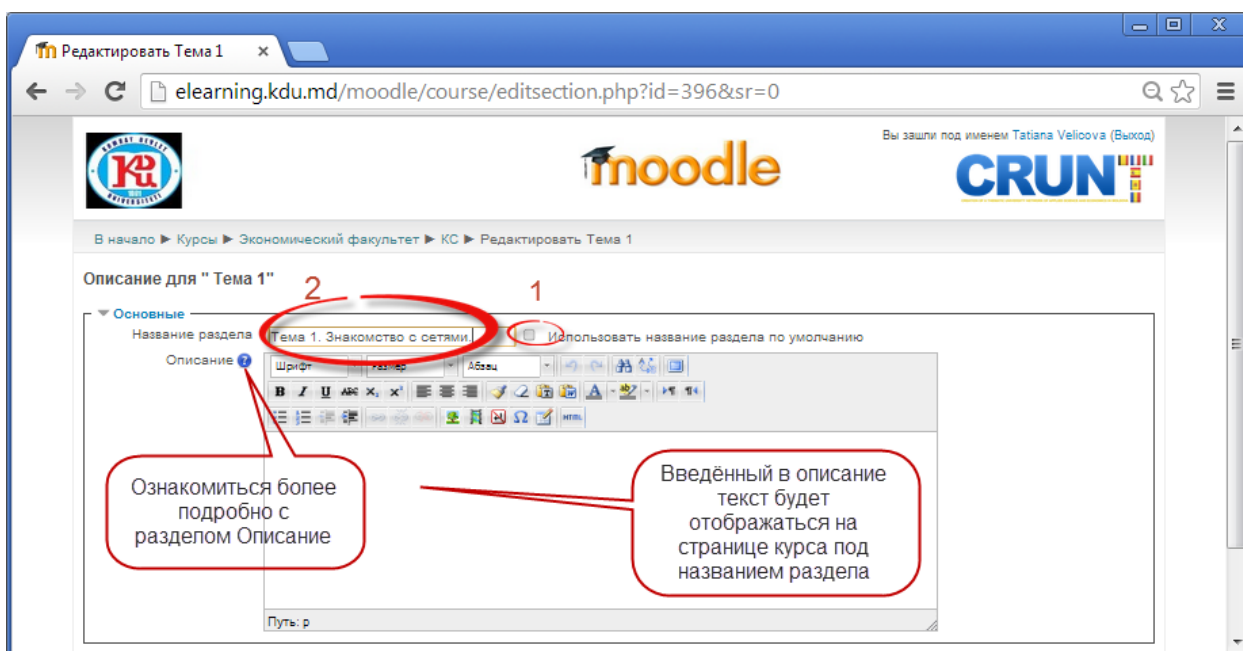 Редактировать Тема 1
elearning.kdu.md/moodle/course/editsection.php?id=396&sr=0
Вы зашли под именем Tatiana Velicova (Выход)
moodle
CRUNT
В начало ► Курсы ► Экономический факультет ► КС ► Редактировать Тема 1
Описание для " Тема 1"
2
1
Основные
Название раздела Тема 1. Знакомство с сетями. Использовать название раздела по умолчанию
Описание Шрифт Размер Абзац
HTML
Ознакомиться более
подробно с
разделом Описание
Введённый в описание
текст будет
отображаться на
странице курса под
названием раздела
Путь: p